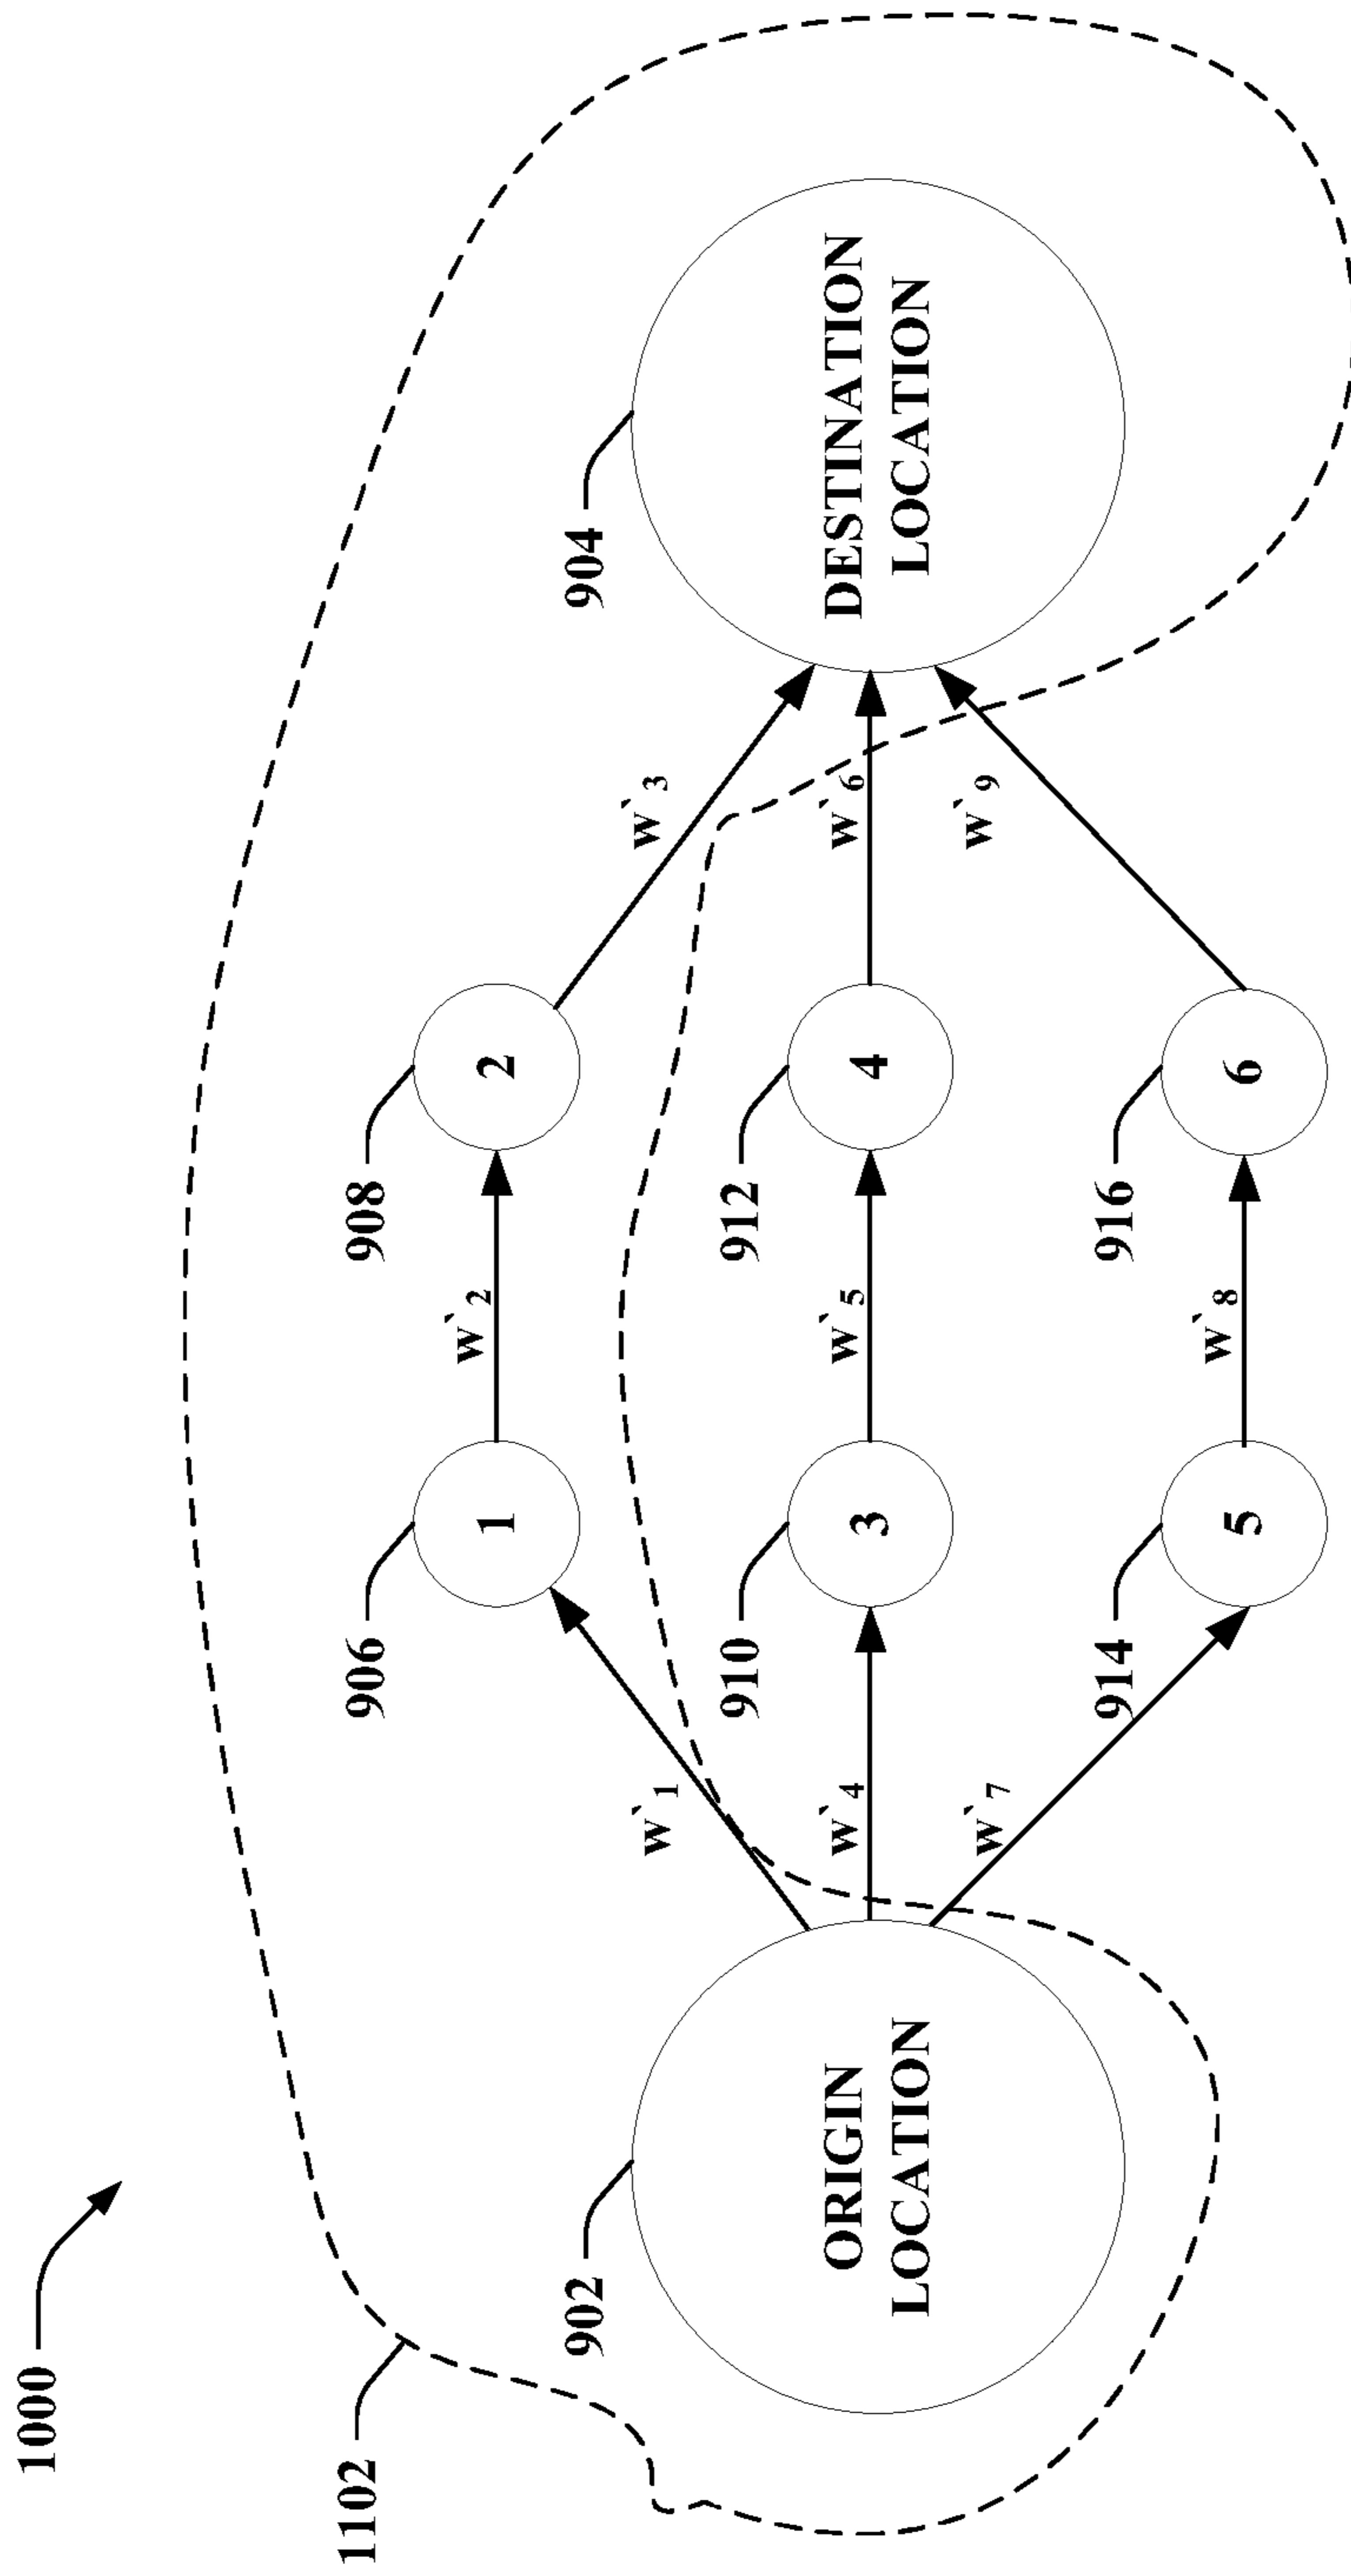 1000
1102
902
ORIGIN
LOCATION
w`1
w`4
w`7
906
1
910
3
914
5
w`2
w`5
w`8
908
2
912
4
916
6
w`3
w`6
w`9
904
DESTINATION
LOCATION